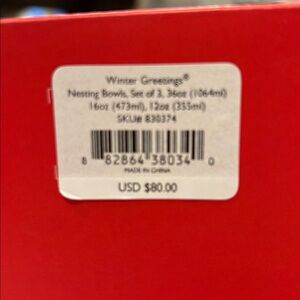 Winter Greetings®
Nesting Bowls, Set of 3, 36oz (1064ml)
16oz (473ml), 12oz (355ml)
SKU# 830374
8 82864 38034 0
MADE IN CHINA
USD $80.00